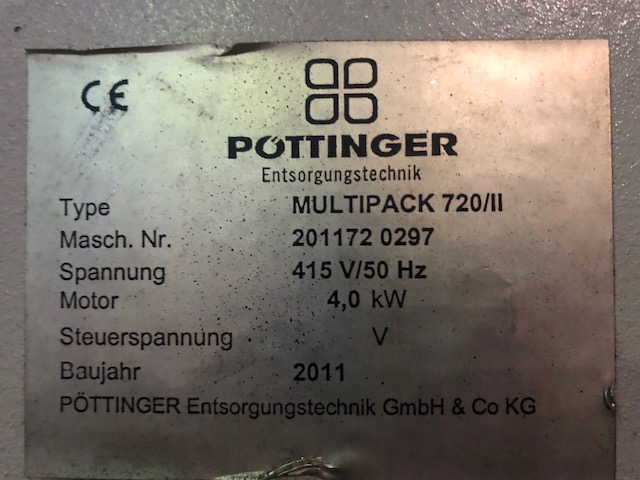 CE
PÖTTINGER
Entsorgungstechnik
Type MULTIPACK 720/II
Masch. Nr. 201172 0297
Spannung 415 V/50 Hz
Motor 4,0 kW
Steuerspannung V
Baujahr 2011
PÖTTINGER Entsorgungstechnik GmbH & Co KG